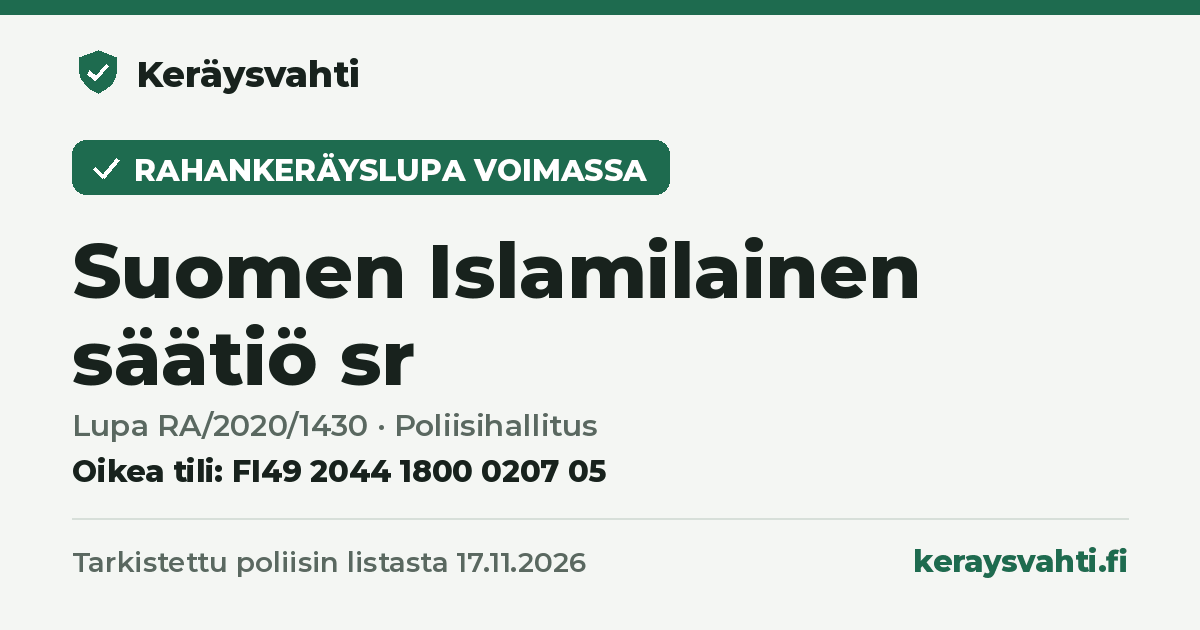 Keräysvahti
RAHANKERÄYSLUPA VOIMASSA
Suomen Islamilainen
säätiö sr
Lupa RA/2020/1430 · Poliisihallitus
Oikea tili: FI49 2044 1800 0207 05
Tarkistettu poliisin listasta 17.11.2026
keraysvahti.fi